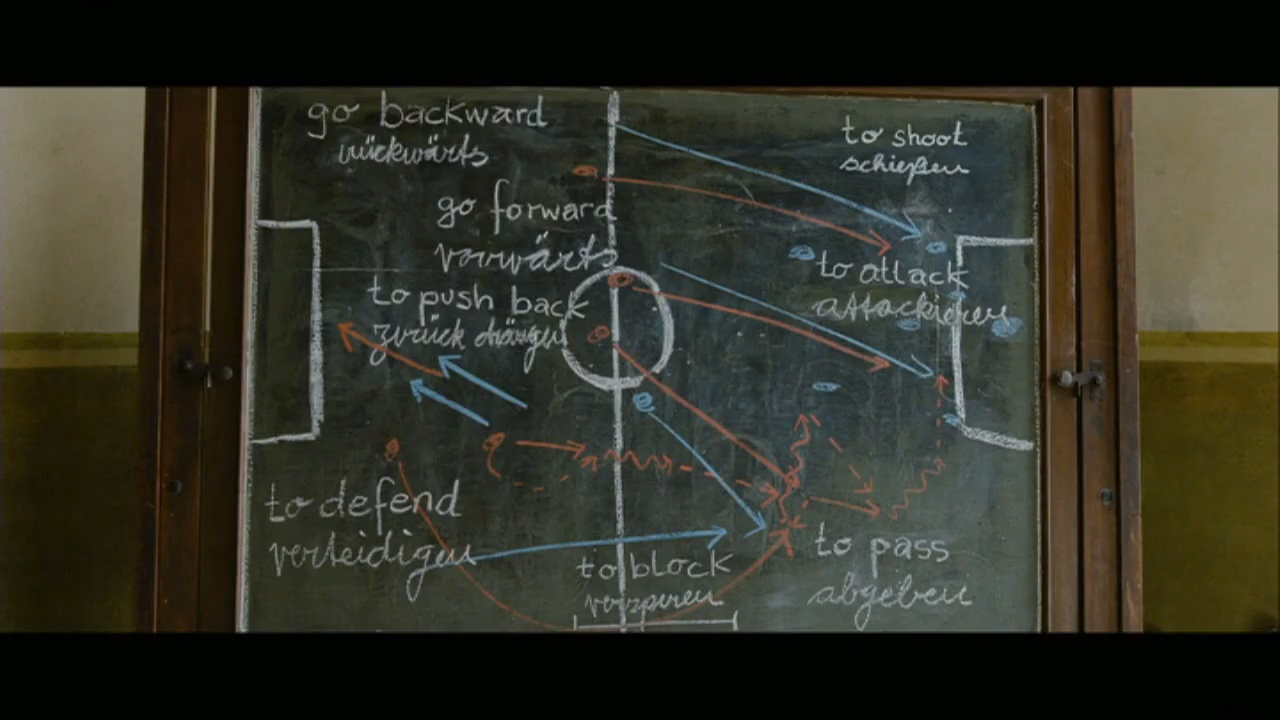 go backward
rückwärts
to shoot
schießen
go forward
vorwärts
to attack
attackieren
to push back
zurück drängen
to defend
verteidigen
to block
to pass
abgeben